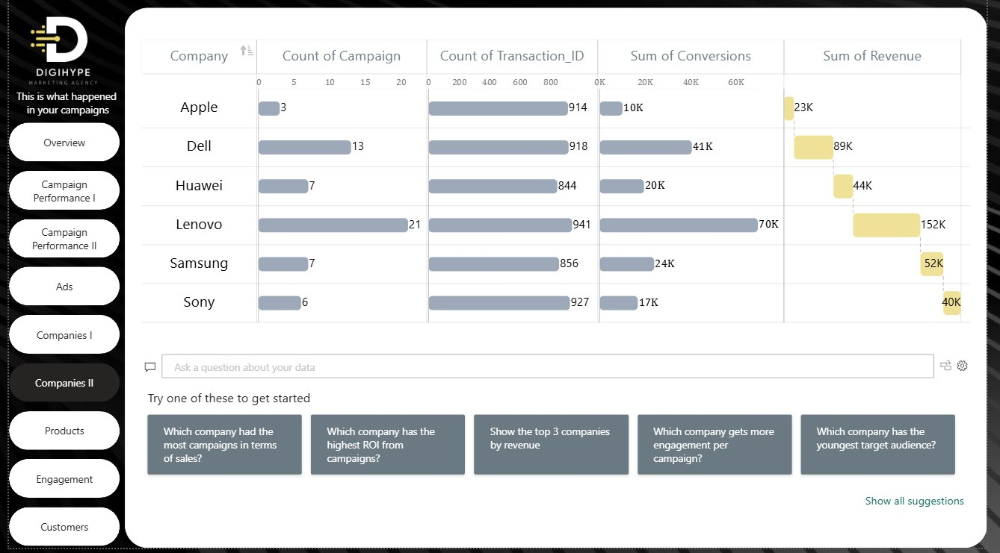 DIGIHYPE
MARKETING AGENCY
This is what happened
in your campaigns
Overview
Campaign
Performance I
Campaign
Performance II
Ads
Companies I
Companies II
Products
Engagement
Customers
Company Count of Campaign Count of Transaction_ID Sum of Conversions Sum of Revenue
0 5 10 15 20 0 200 400 600 800 0K 20K 40K 60K
Apple 3 914 10K 23K
Dell 13 918 41K 89K
Huawei 7 844 20K 44K
Lenovo 21 941 70K 152K
Samsung 7 856 24K 52K
Sony 6 927 17K 40K
Ask a question about your data
Try one of these to get started
Which company had the
most campaigns in terms
of sales?
Which company has the
highest ROI from
campaigns?
Show the top 3 companies
by revenue
Which company gets more
engagement per
campaign?
Which company has the
youngest target audience?
Show all suggestions